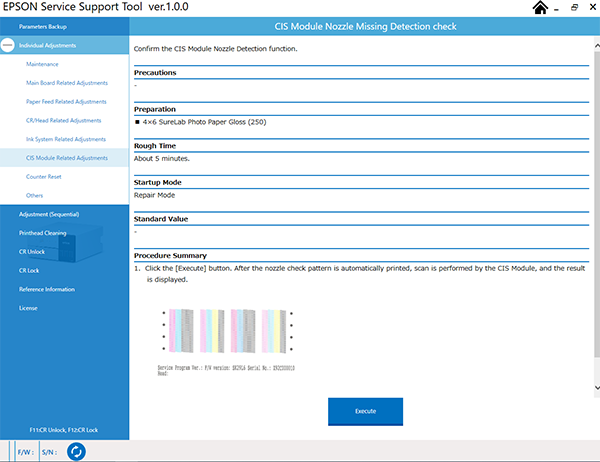 EPSON Service Support Tool ver.1.0.0
Parameters Backup
CIS Module Nozzle Missing Detection check
Individual Adjustments
Maintenance
Main Board Related Adjustments
Paper Feed Related Adjustments
CR/Head Related Adjustments
Ink System Related Adjustments
CIS Module Related Adjustments
Counter Reset
Others
Adjustment (Sequential)
Printhead Cleaning
CR Unlock
CR Lock
Reference Information
License
F11:CR Unlock, F12:CR Lock
Confirm the CIS Module Nozzle Detection function.
Precautions
-
Preparation
■ 4×6 SureLab Photo Paper Gloss (250)
Rough Time
About 5 minutes.
Startup Mode
Repair Mode
Standard Value
-
Procedure Summary
1. Click the [Execute] button. After the nozzle check pattern is automatically printed, scan is performed by the CIS Module, and the result
is displayed.
Service Program Ver.: F/W version: Serial No.:
Execute
F/W : S/N :